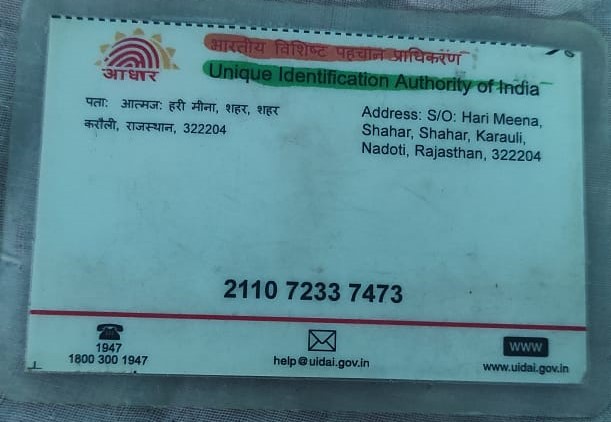 भारतीय विशिष्ट पहचान प्राधिकरण
Unique Identification Authority of India
आधार
पता: आत्मज: हरी मीना, शहर, शहर
करौली, राजस्थान, 322204
Address: S/O: Hari Meena,
Shahar, Shahar, Karauli,
Nadoti, Rajasthan, 322204
2110 7233 7473
1947
1800 300 1947
help@uidai.gov.in
www
www.uidai.gov.in